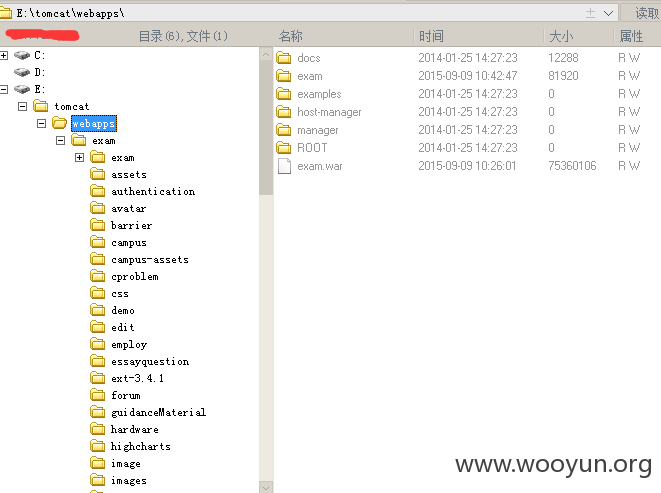 E:\tomcat\webapps\ 读取
目录(6),文件(1) 名称 时间 大小 属性
C:
D:
E:
tomcat
webapps
exam
exam
assets
authentication
avatar
barrier
campus
campus-assets
cproblem
css
demo
edit
employ
essayquestion
ext-3.4.1
forum
guidanceMaterial
hardware
highcharts
image
images
docs 2014-01-25 14:27:23 12288 R W
exam 2015-09-09 10:42:47 81920 R W
examples 2014-01-25 14:27:23 0 R W
host-manager 2014-01-25 14:27:23 0 R W
manager 2014-01-25 14:27:23 0 R W
ROOT 2014-01-25 14:27:23 0 R W
exam.war 2015-09-09 10:26:01 75360106 R W
www.wooyun.org